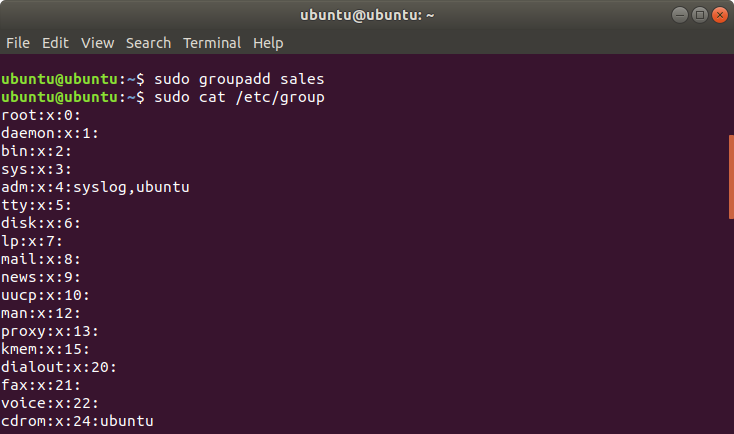 ubuntu@ubuntu: ~
File Edit View Search Terminal Help
ubuntu@ubuntu:~$ sudo groupadd sales
ubuntu@ubuntu:~$ sudo cat /etc/group
root:x:0:
daemon:x:1:
bin:x:2:
sys:x:3:
adm:x:4:syslog,ubuntu
tty:x:5:
disk:x:6:
lp:x:7:
mail:x:8:
news:x:9:
uucp:x:10:
man:x:12:
proxy:x:13:
kmem:x:15:
dialout:x:20:
fax:x:21:
voice:x:22:
cdrom:x:24:ubuntu